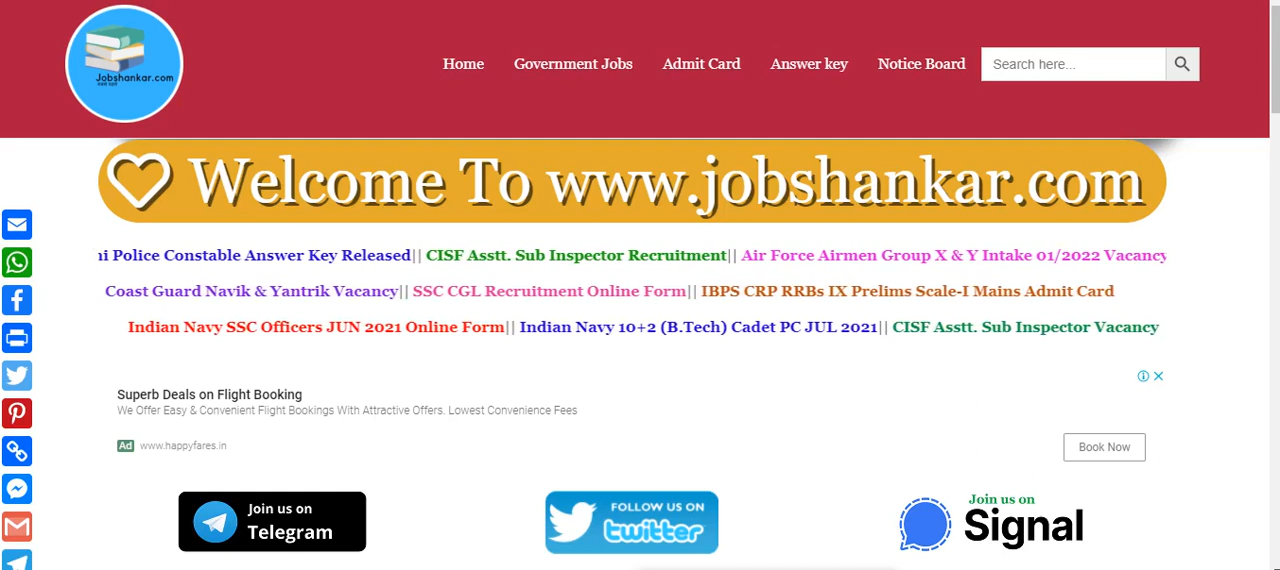 Jobshankar.com
Home Government Jobs Admit Card Answer key Notice Board Search here...
Welcome To www.jobshankar.com
Police Constable Answer Key Released|| CISF Asstt. Sub Inspector Recruitment|| Air Force Airmen Group X & Y Intake 01/2022 Vacancy
Coast Guard Navik & Yantrik Vacancy|| SSC CGL Recruitment Online Form|| IBPS CRP RRBs IX Prelims Scale-I Mains Admit Card
Indian Navy SSC Officers JUN 2021 Online Form|| Indian Navy 10+2 (B.Tech) Cadet PC JUL 2021|| CISF Asstt. Sub Inspector Vacancy
Superb Deals on Flight Booking
We Offer Easy & Convenient Flight Bookings With Attractive Offers. Lowest Convenience Fees
Ad www.happyfares.in
Book Now
Join us on
Telegram
FOLLOW US ON
twitter
Join us on
Signal